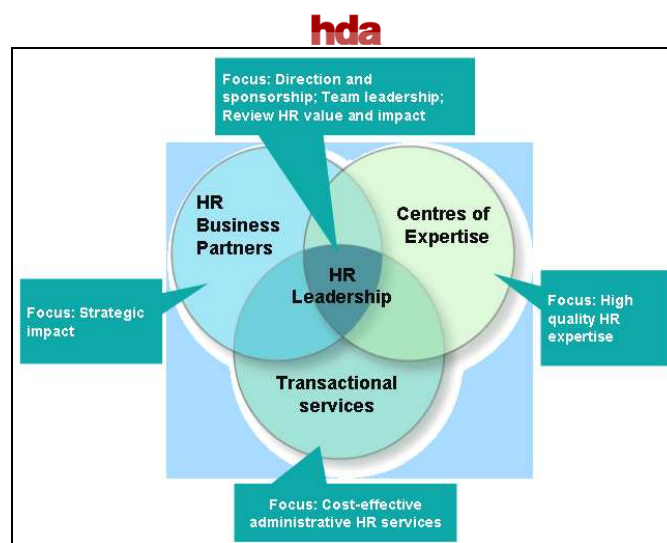 hda
Focus: Direction and
sponsorship; Team leadership;
Review HR value and impact
HR
Business
Partners
Centres of
Expertise
HR
Leadership
Focus: Strategic
impact
Focus: High
quality HR
expertise
Transactional
services
Focus: Cost-effective
administrative HR services